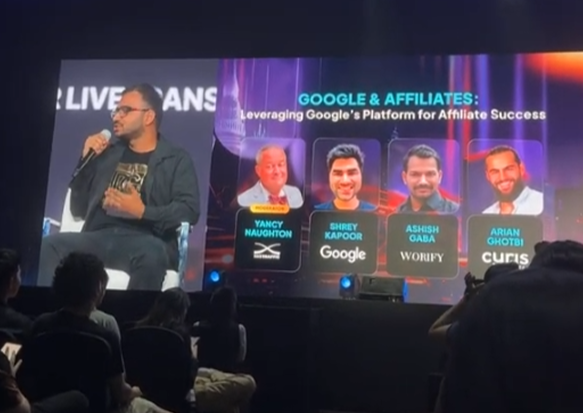 R LIVE
ANS
GOOGLE & AFFILIATES:
Leveraging Google's Platform for Affiliate Success
MODERATOR
YANCY
NAUGHTON
SHREY
KAPOOR
Google
ASHISH
GABA
WORIFY
ARIAN
GHOTBI
curis